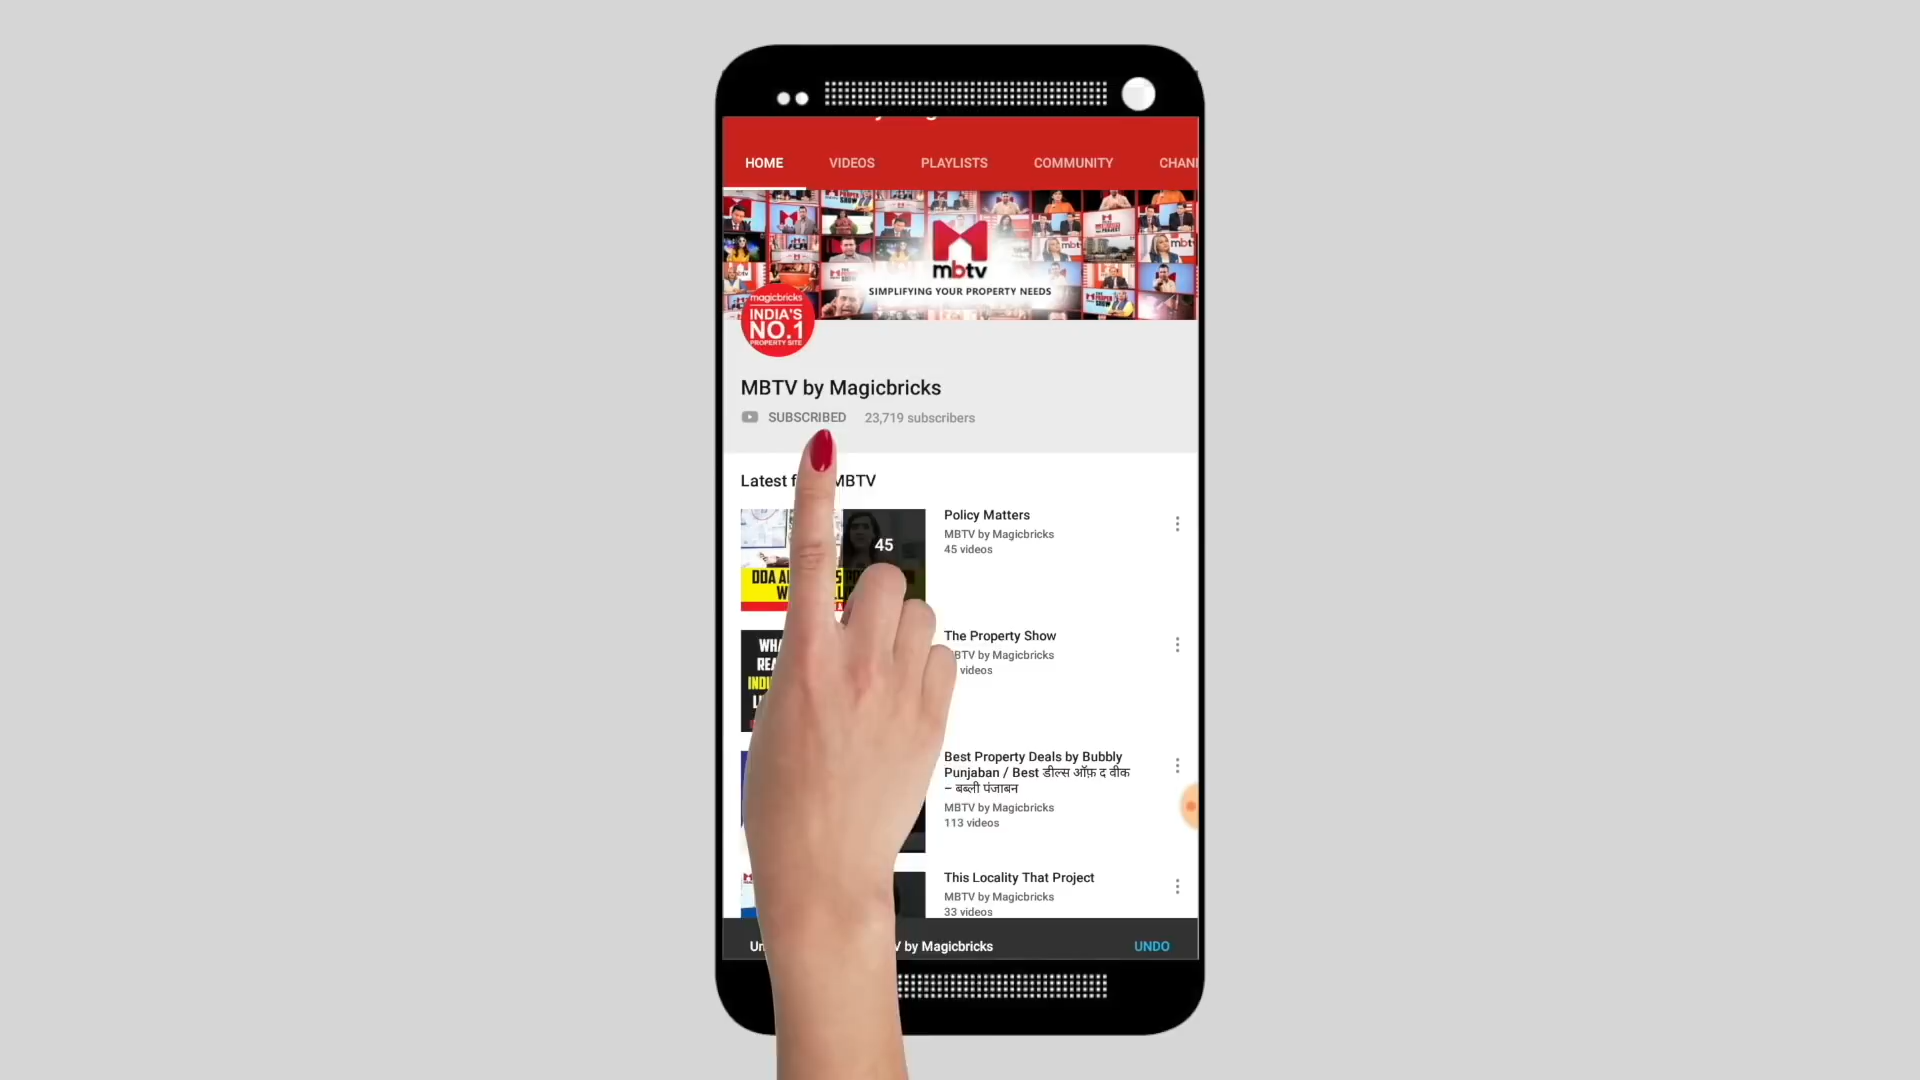 HOME VIDEOS PLAYLISTS COMMUNITY
mbtv
SIMPLIFYING YOUR PROPERTY NEEDS
magicbricks
INDIA'S
NO.1
PROPERTY SITE
MBTV by Magicbricks
SUBSCRIBED 23,719 subscribers
Latest MBTV
45
Policy Matters
MBTV by Magicbricks
45 videos
DDA
The Property Show
by Magicbricks
videos
Best Property Deals by Bubbly
Punjaban / Best डील्स ऑफ़ द वीक
– बब्ली पंजाबन
MBTV by Magicbricks
113 videos
This Locality That Project
MBTV by Magicbricks
33 videos
by Magicbricks UNDO